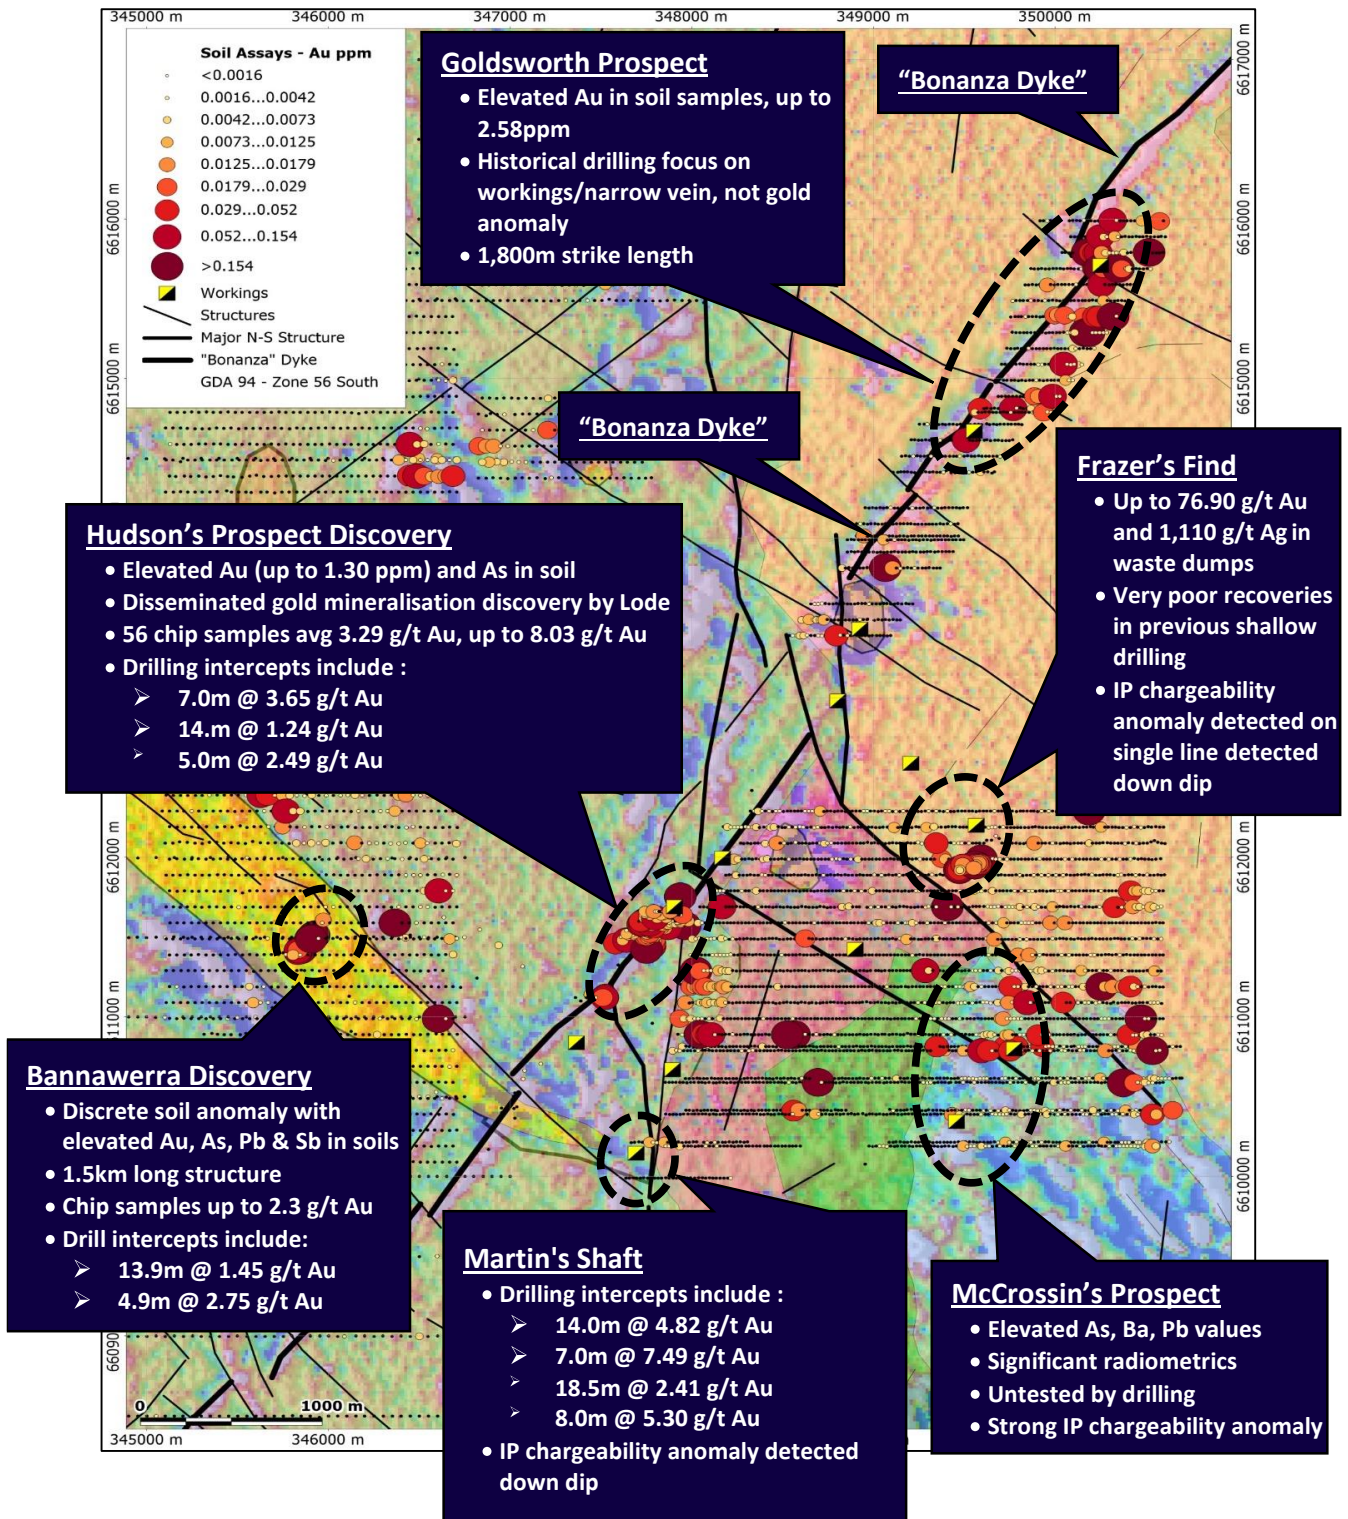 345000 m
346000 m
347000 m
348000 m
349000 m
350000 m
Soil Assays - Au ppm
<0.0016
0.0016...0.0042
0.0042...0.0073
0.0073...0.0125
0.0125...0.0179
0.0179...0.029
0.029...0.052
0.052...0.154
>0.154
Workings
Structures
Major N-S Structure
"Bonanza" Dyke
GDA 94 - Zone 56 South
Goldsworth Prospect
• Elevated Au in soil samples, up to
2.58ppm
• Historical drilling focus on
workings/narrow vein, not gold
anomaly
• 1,800m strike length
“Bonanza Dyke”
6617000 m
6616000 m
6616000 m
6615000 m
6615000 m
“Bonanza Dyke”
Frazer’s Find
• Up to 76.90 g/t Au
and 1,110 g/t Ag in
waste dumps
• Very poor recoveries
in previous shallow
drilling
• IP chargeability
anomaly detected on
single line detected
down dip
Hudson’s Prospect Discovery
• Elevated Au (up to 1.30 ppm) and As in soil
• Disseminated gold mineralisation discovery by Lode
• 56 chip samples avg 3.29 g/t Au, up to 8.03 g/t Au
• Drilling intercepts include :
➢ 7.0m @ 3.65 g/t Au
➢ 14.m @ 1.24 g/t Au
➢ 5.0m @ 2.49 g/t Au
6612000 m
6612000 m
6611000 m
6610000 m
Bannawerra Discovery
• Discrete soil anomaly with
elevated Au, As, Pb & Sb in soils
• 1.5km long structure
• Chip samples up to 2.3 g/t Au
• Drill intercepts include:
➢ 13.9m @ 1.45 g/t Au
➢ 4.9m @ 2.75 g/t Au
Martin's Shaft
• Drilling intercepts include :
➢ 14.0m @ 4.82 g/t Au
➢ 7.0m @ 7.49 g/t Au
➢ 18.5m @ 2.41 g/t Au
➢ 8.0m @ 5.30 g/t Au
• IP chargeability anomaly detected
down dip
McCrossin’s Prospect
• Elevated As, Ba, Pb values
• Significant radiometrics
• Untested by drilling
• Strong IP chargeability anomaly
0 1000 m
345000 m
346000 m
347000 m
350000 m